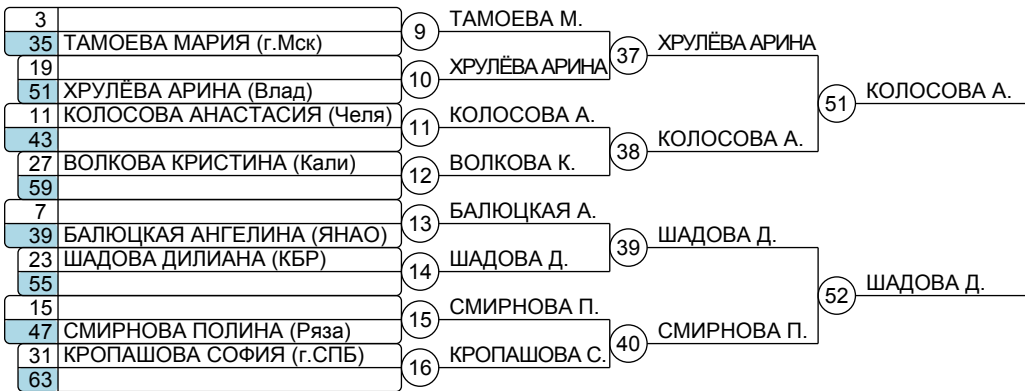 3
35 ТАМОЕВА МАРИЯ (г.Мск)
9
ТАМОЕВА М.
19
51 ХРУЛЁВА АРИНА (Влад)
10
ХРУЛЁВА АРИНА
37
ХРУЛЁВА АРИНА
11 КОЛОСОВА АНАСТАСИЯ (Челя)
43
11
КОЛОСОВА А.
27 ВОЛКОВА КРИСТИНА (Кали)
59
12
ВОЛКОВА К.
38
КОЛОСОВА А.
51
КОЛОСОВА А.
7
39 БАЛЮЦКАЯ АНГЕЛИНА (ЯНАО)
13
БАЛЮЦКАЯ А.
23 ШАДОВА ДИЛИАНА (КБР)
55
14
ШАДОВА Д.
39
ШАДОВА Д.
15
47 СМИРНОВА ПОЛИНА (Ряза)
15
СМИРНОВА П.
31 КРОПАШОВА СОФИЯ (г.СПБ)
63
16
КРОПАШОВА С.
40
СМИРНОВА П.
52
ШАДОВА Д.